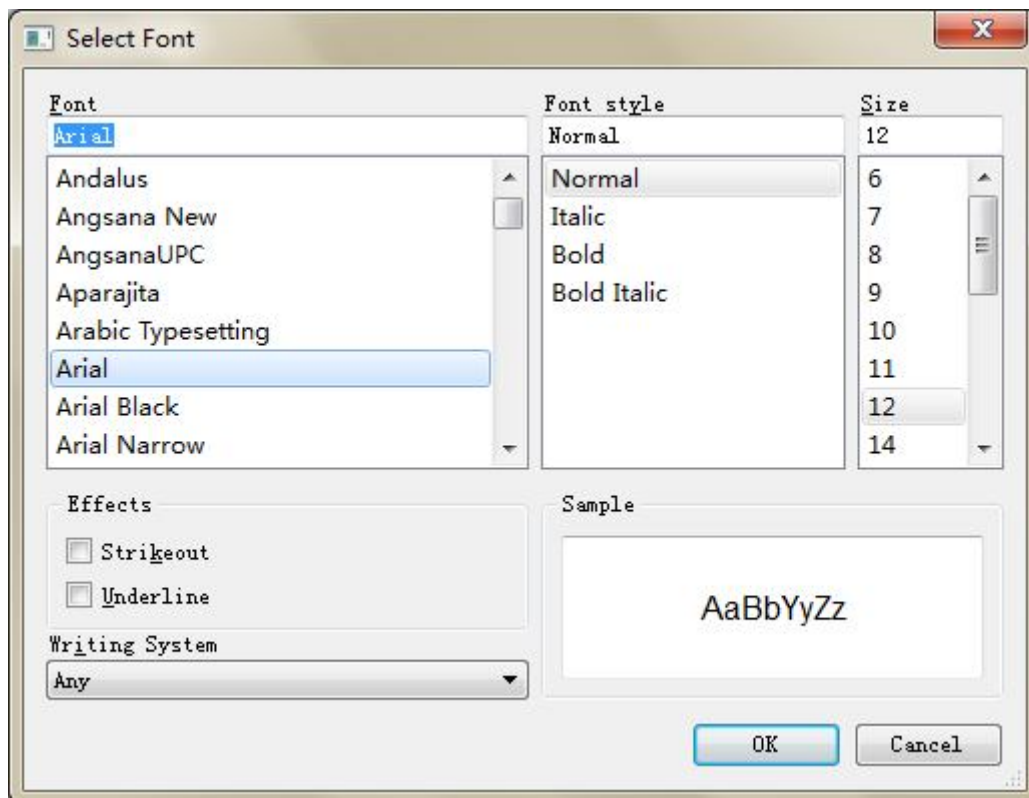 Select Font
Font
Font style
Size
Arial
Normal
12
Andalus
Angsana New
AngsanaUPC
Aparajita
Arabic Typesetting
Arial
Arial Black
Arial Narrow
Normal
Italic
Bold
Bold Italic
6
7
8
9
10
11
12
14
Effects
Strikeout
Underline
Writing System
Any
Sample
AaBbYyZz
OK
Cancel